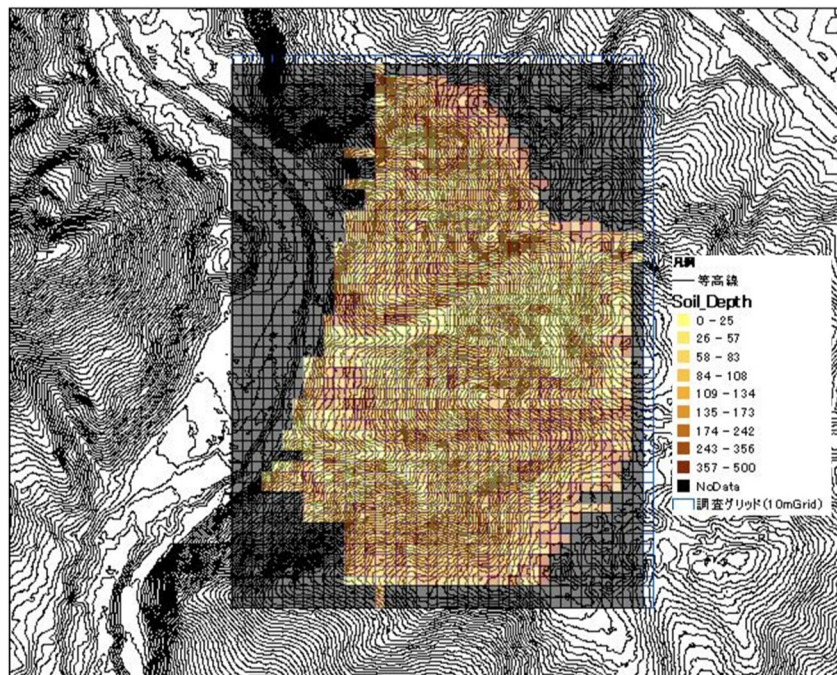 凡例
等高線
Soil_Depth
0 - 25
26 - 57
58 - 83
84 - 108
109 - 134
135 - 173
174 - 242
243 - 356
357 - 500
NoData
調査グリッド(10mGrid)